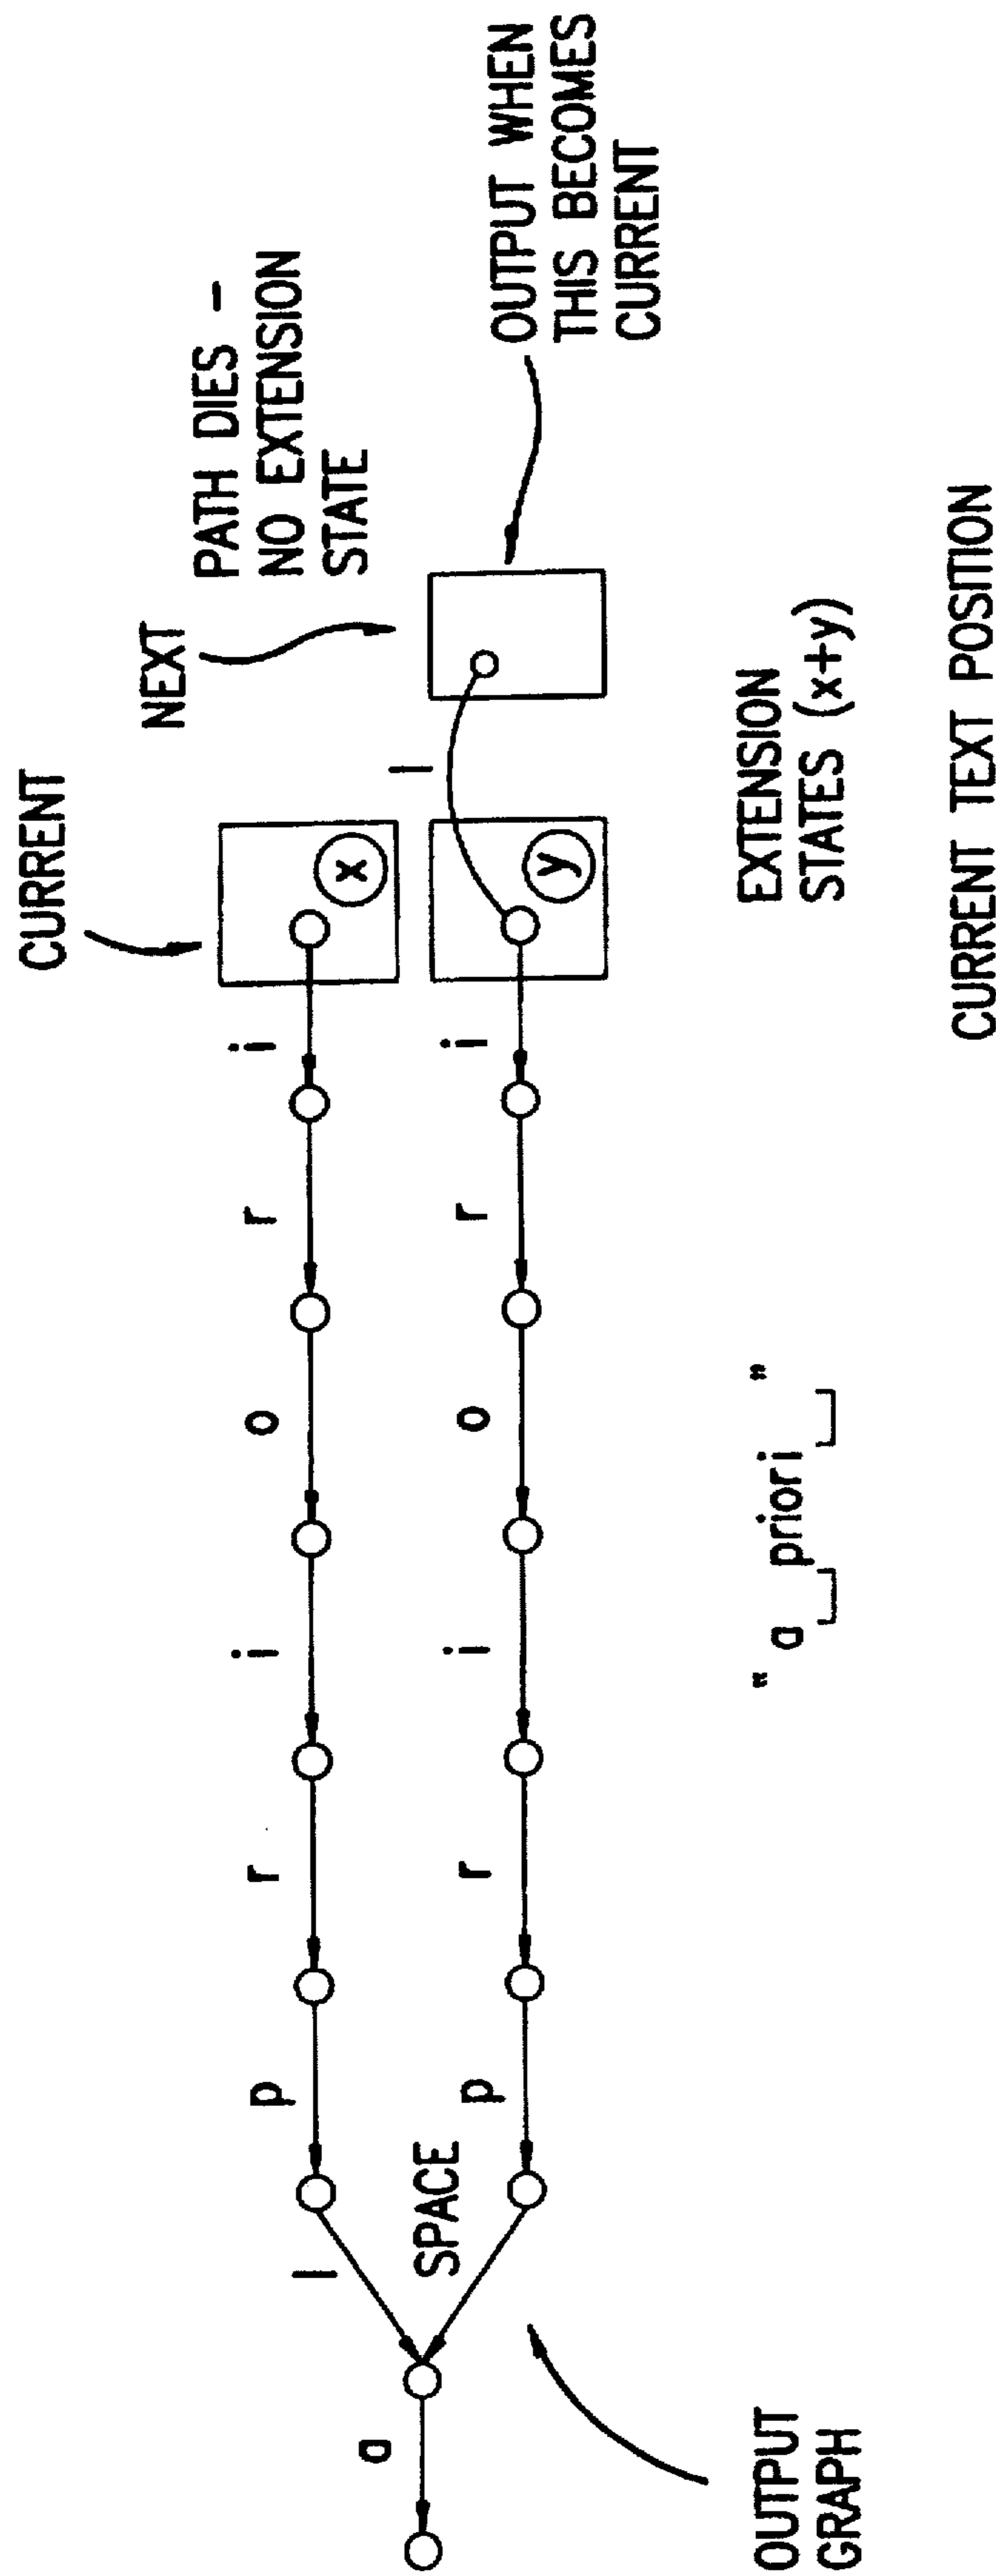 CURRENT
NEXT
PATH DIES –
NO EXTENSION
STATE
| p r i o r i x
a
SPACE p r i o r i y
|
OUTPUT WHEN
THIS BECOMES
CURRENT
OUTPUT
GRAPH
“ a␣priori␣ ”
EXTENSION
STATES (x+y)
CURRENT TEXT POSITION